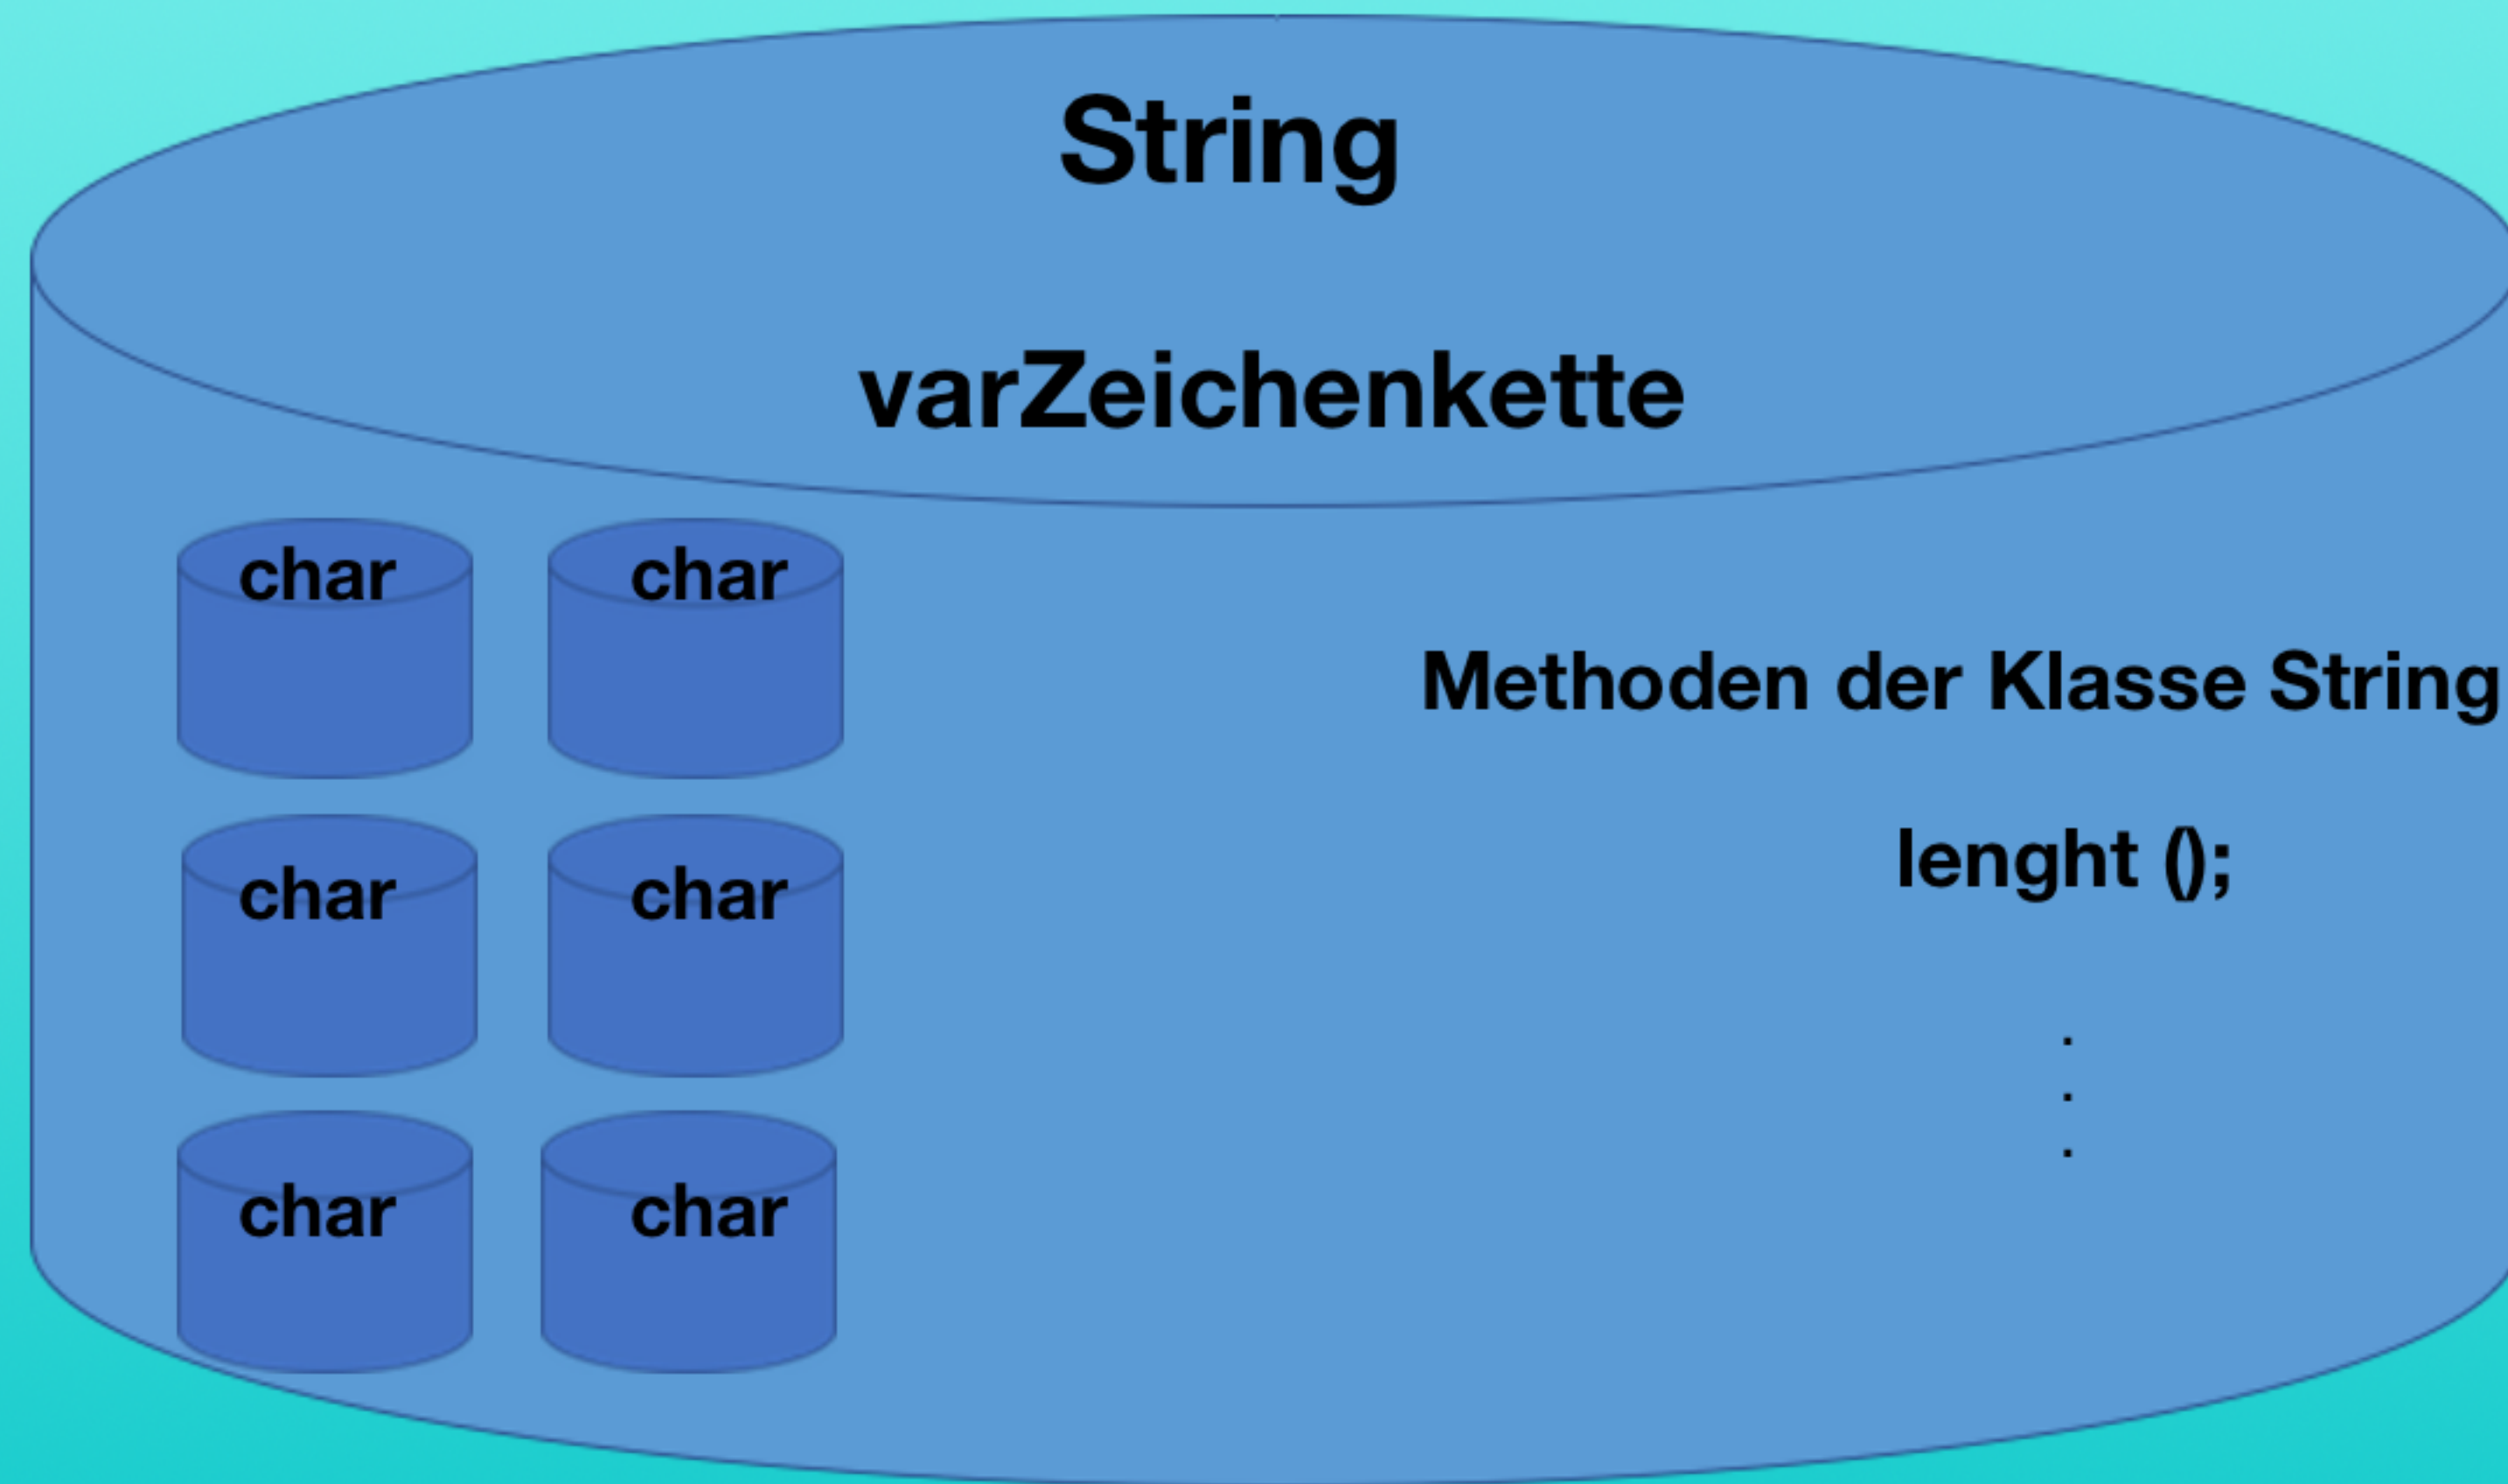 String
varZeichenkette
char char
Methoden der Klasse String
char char
lenght ();
.
.
.
char char